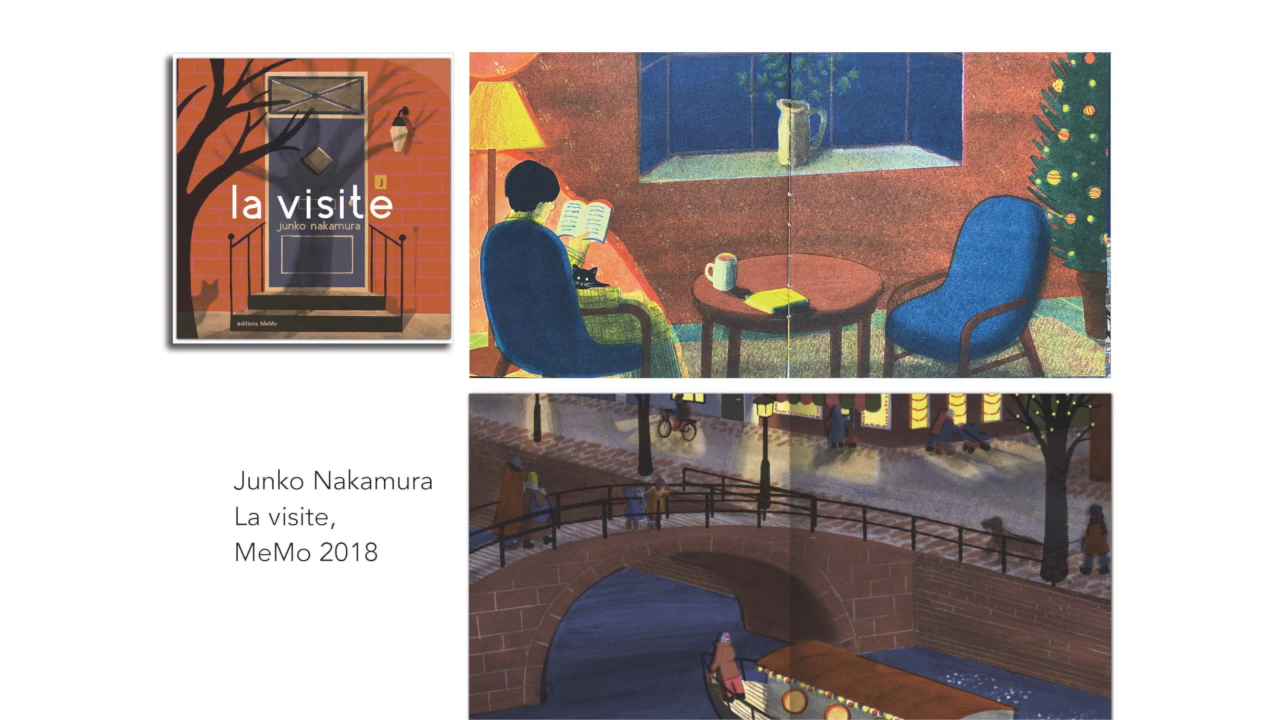 la visite
junko nakamura
J
éditions MeMo
Junko Nakamura
La visite,
MeMo 2018